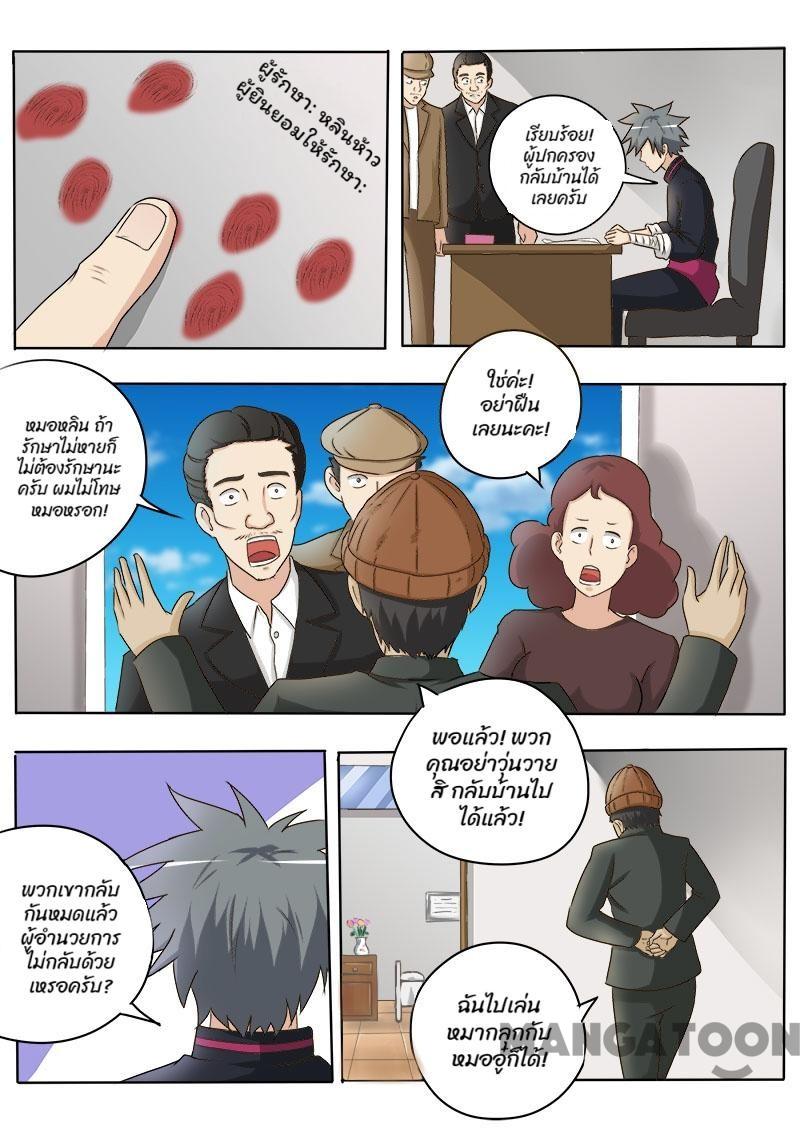 ผู้รักษา: หลินห้าว
ผู้ยินยอมให้รักษา:
เรียบร้อย!
ผู้ปกครอง
กลับบ้านได้
เลยครับ
หมอหลิน ถ้า
รักษาไม่หายก็
ไม่ต้องรักษานะ
ครับ ผมไม่โทษ
หมอหรอก!
ใช่ค่ะ!
อย่าฝืน
เลยนะคะ!
พอแล้ว! พวก
คุณอย่าวุ่นวาย
สิ กลับบ้านไป
ได้แล้ว!
พวกเขากลับ
กันหมดแล้ว
ผู้อำนวยการ
ไม่กลับด้วย
เหรอครับ?
ฉันไปเล่น
หมากลุกกับ
หมออู๋ก็ได้!
MANGATOON